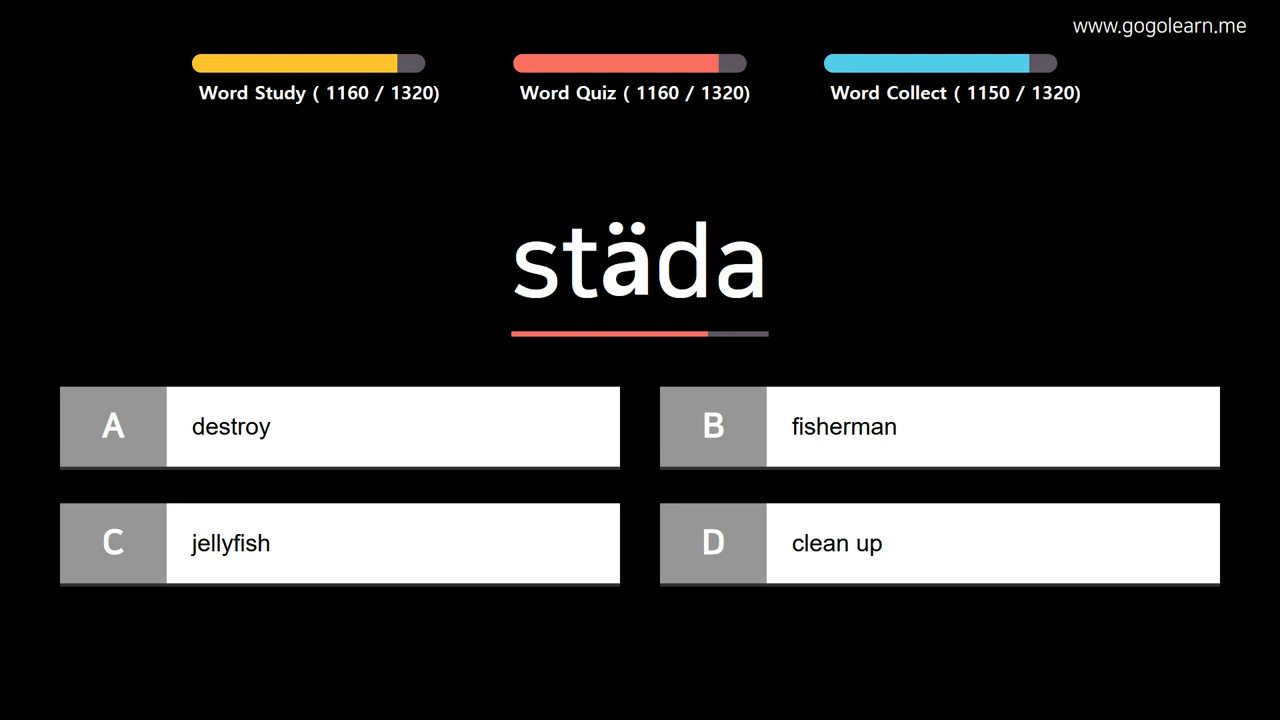 www.gogolearn.me
Word Study ( 1160 / 1320)
Word Quiz ( 1160 / 1320)
Word Collect ( 1150 / 1320)
städa
A destroy
B fisherman
C jellyfish
D clean up